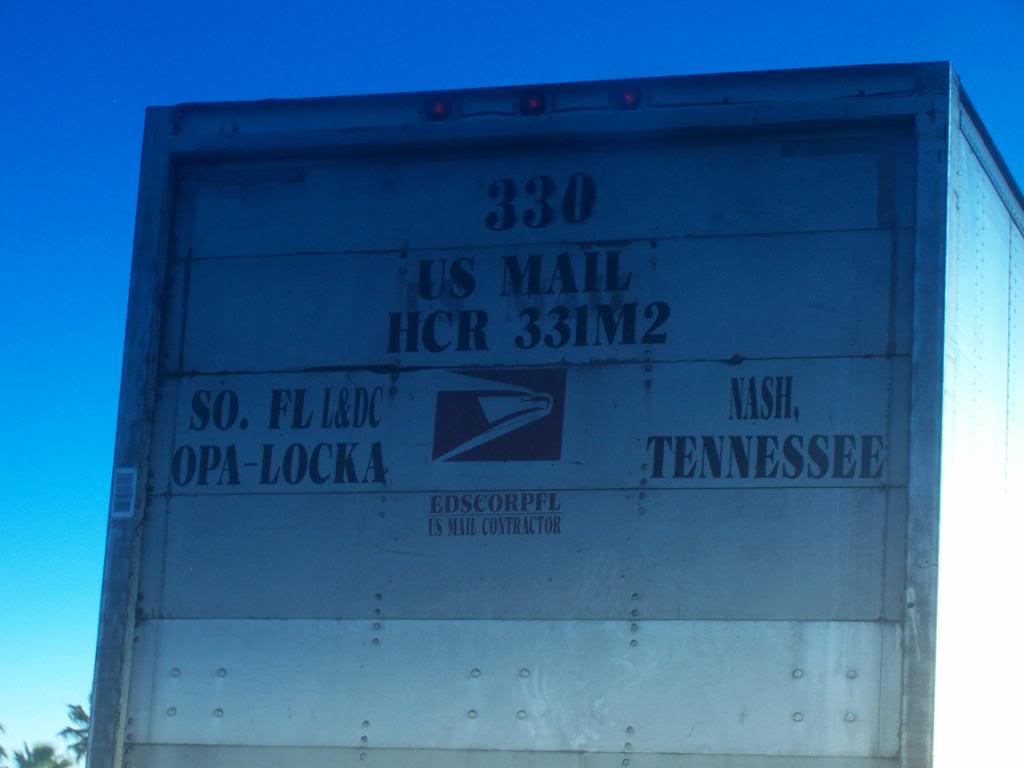 330
US MAIL
HCR 331M2
SO. FL L&DC
OPA-LOCKA
NASH,
TENNESSEE
EDSCORPFL
US MAIL CONTRACTOR